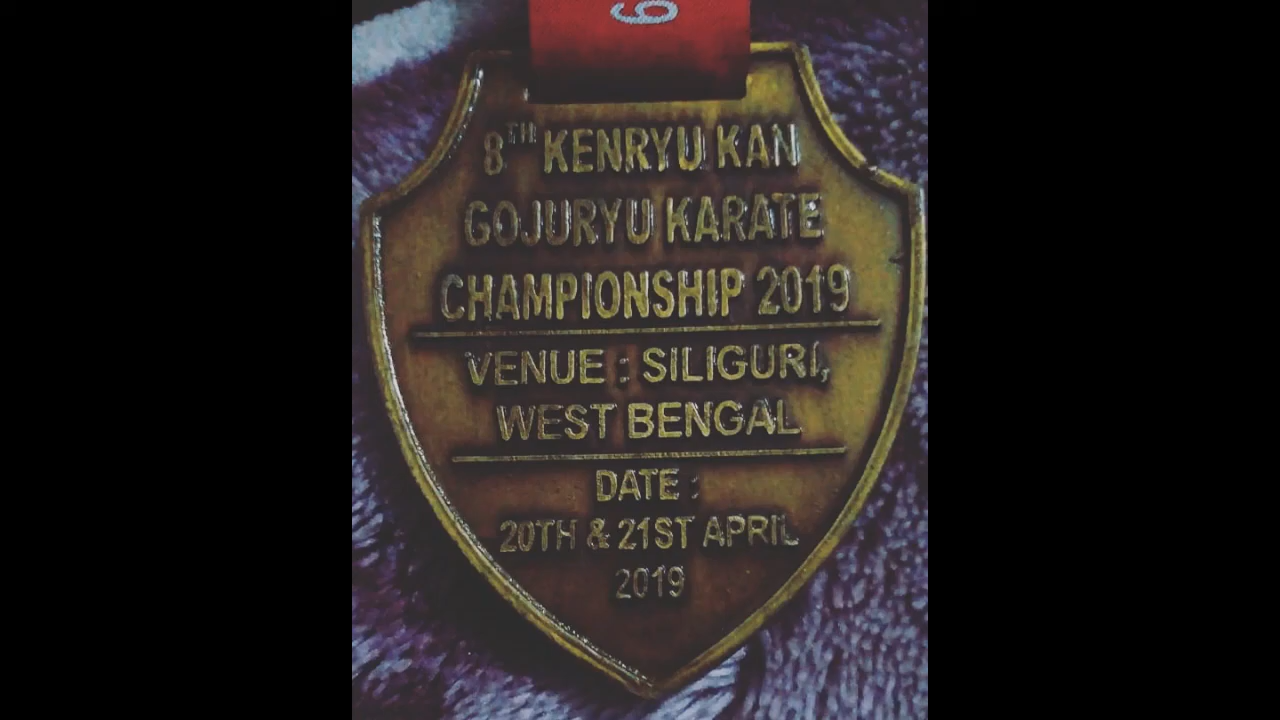 8TH KENRYU KAN
GOJURYU KARATE
CHAMPIONSHIP 2019
VENUE : SILIGURI,
WEST BENGAL
DATE :
20TH & 21ST APRIL
2019